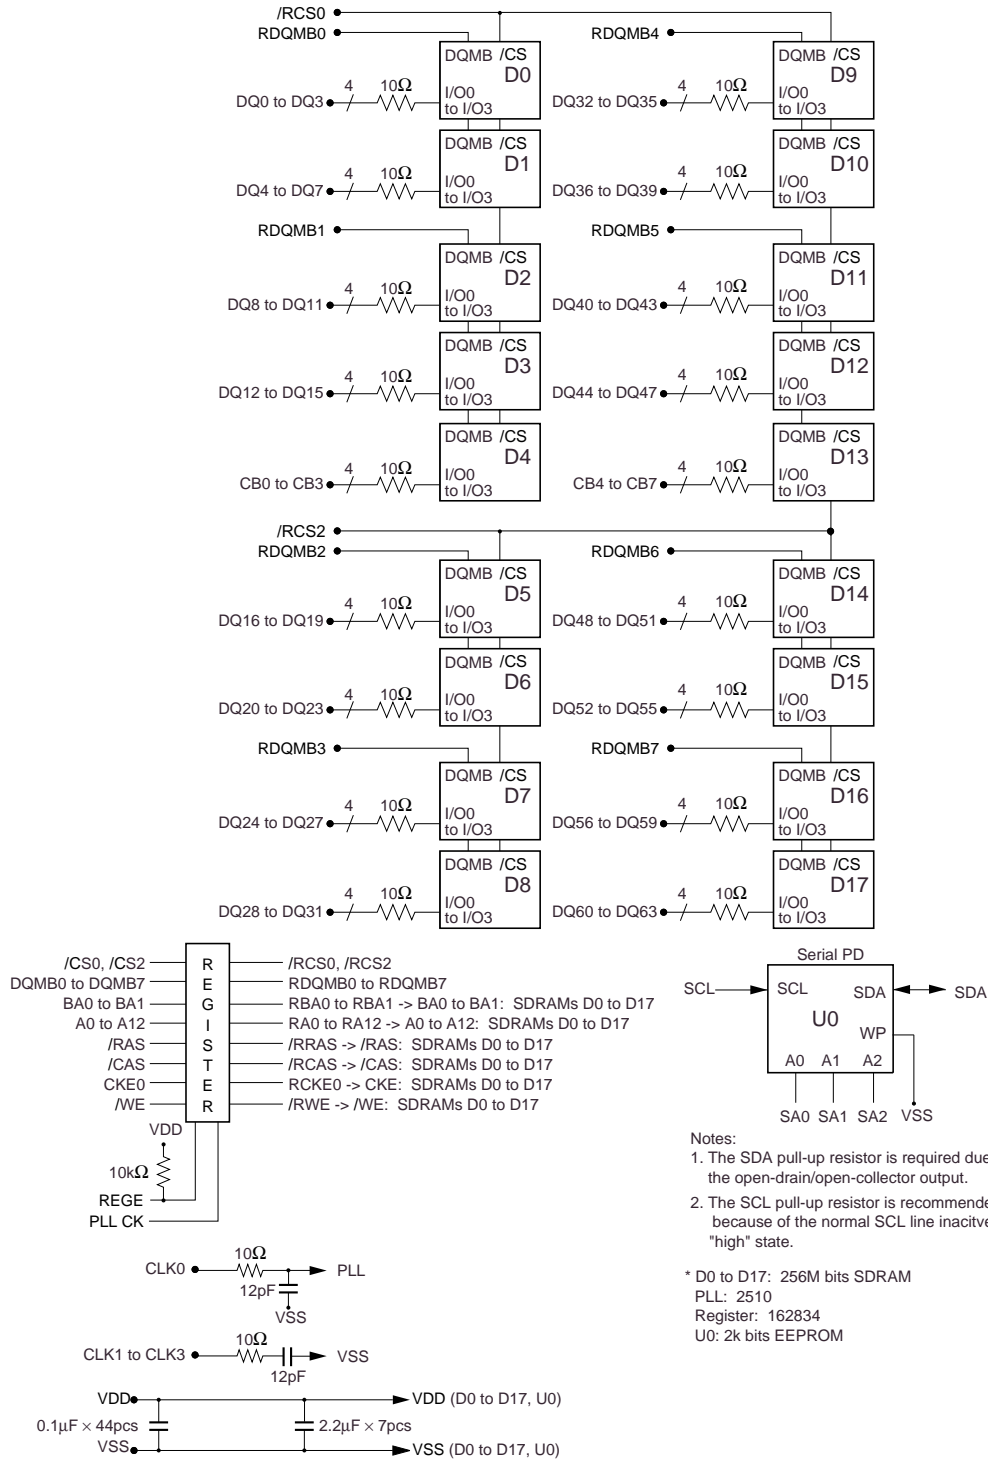 /RCS0
RDQMB0
RDQMB4
DQMB /CS
D0
DQMB /CS
D9
DQ0 to DQ3
4
10Ω
I/O0
to I/O3
DQ32 to DQ35
4
10Ω
I/O0
to I/O3
DQMB /CS
D1
DQMB /CS
D10
DQ4 to DQ7
4
10Ω
I/O0
to I/O3
DQ36 to DQ39
4
10Ω
I/O0
to I/O3
RDQMB1
RDQMB5
DQMB /CS
D2
DQMB /CS
D11
DQ8 to DQ11
4
10Ω
I/O0
to I/O3
DQ40 to DQ43
4
10Ω
I/O0
to I/O3
DQMB /CS
D3
DQMB /CS
D12
DQ12 to DQ15
4
10Ω
I/O0
to I/O3
DQ44 to DQ47
4
10Ω
I/O0
to I/O3
DQMB /CS
D4
DQMB /CS
D13
CB0 to CB3
4
10Ω
I/O0
to I/O3
CB4 to CB7
4
10Ω
I/O0
to I/O3
/RCS2
RDQMB2
RDQMB6
DQMB /CS
D5
DQMB /CS
D14
DQ16 to DQ19
4
10Ω
I/O0
to I/O3
DQ48 to DQ51
4
10Ω
I/O0
to I/O3
DQMB /CS
D6
DQMB /CS
D15
DQ20 to DQ23
4
10Ω
I/O0
to I/O3
DQ52 to DQ55
4
10Ω
I/O0
to I/O3
RDQMB3
RDQMB7
DQMB /CS
D7
DQMB /CS
D16
DQ24 to DQ27
4
10Ω
I/O0
to I/O3
DQ56 to DQ59
4
10Ω
I/O0
to I/O3
DQMB /CS
D8
DQMB /CS
D17
DQ28 to DQ31
4
10Ω
I/O0
to I/O3
DQ60 to DQ63
4
10Ω
I/O0
to I/O3
/CS0, /CS2 R /RCS0, /RCS2
DQMB0 to DQMB7 E RDQMB0 to RDQMB7
BA0 to BA1 G RBA0 to RBA1 -> BA0 to BA1: SDRAMs D0 to D17
A0 to A12 I RA0 to RA12 -> A0 to A12: SDRAMs D0 to D17
/RAS S /RRAS -> /RAS: SDRAMs D0 to D17
/CAS T /RCAS -> /CAS: SDRAMs D0 to D17
CKE0 E RCKE0 -> CKE: SDRAMs D0 to D17
/WE R /RWE -> /WE: SDRAMs D0 to D17
VDD
10kΩ
REGE
PLL CK
Serial PD
SCL
SCL
SDA
SDA
U0
WP
A0 A1 A2
SA0 SA1 SA2 VSS
Notes:
1. The SDA pull-up resistor is required due
the open-drain/open-collector output.
2. The SCL pull-up resistor is recommende
because of the normal SCL line inacitve
"high" state.
* D0 to D17: 256M bits SDRAM
PLL: 2510
Register: 162834
U0: 2k bits EEPROM
CLK0
10Ω
PLL
12pF
VSS
CLK1 to CLK3
10Ω
VSS
12pF
VDD
VDD (D0 to D17, U0)
0.1µF × 44pcs
2.2µF × 7pcs
VSS
VSS (D0 to D17, U0)